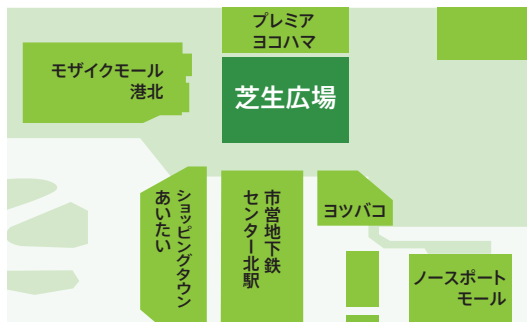 プレミア
ヨコハマ
モザイクモール
港北
芝生広場
ショッピングタウン
あいたい
市営地下鉄
センター北駅
ヨツバコ
ノースポート
モール